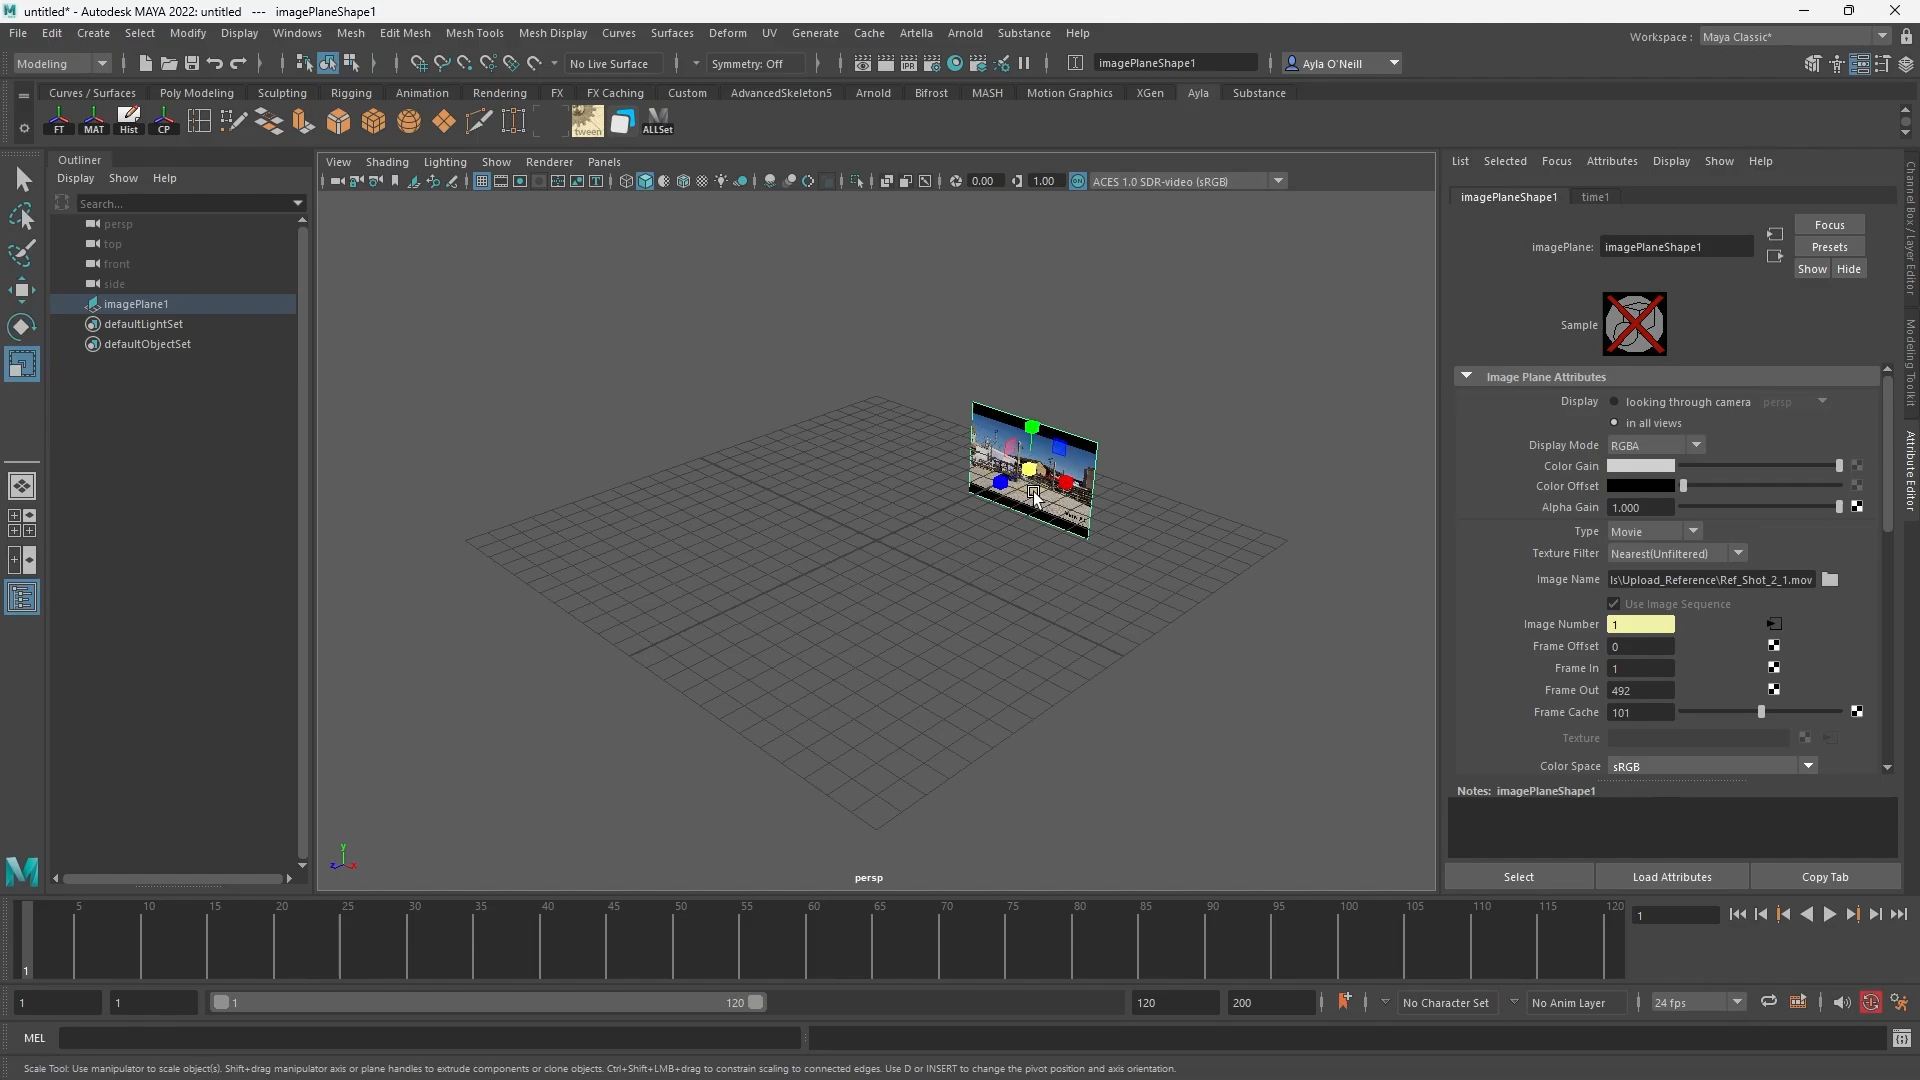 untitled* - Autodesk MAYA 2022: untitled --- imagePlaneShape1
File Edit Create Select Modify Display Windows Mesh Edit Mesh Mesh Tools Mesh Display Curves Surfaces Deform UV Generate Cache Artella Arnold Substance Help
Workspace : Maya Classic*
Modeling No Live Surface Symmetry: Off imagePlaneShape1 Ayla O'Neill
Curves / Surfaces Poly Modeling Sculpting Rigging Animation Rendering FX FX Caching Custom AdvancedSkeleton5 Arnold Bifrost MASH Motion Graphics XGen Ayla Substance
FT MAT Hist CP tween ALLSet
Outliner
Display Show Help
Search...
persp
top
front
side
imagePlane1
defaultLightSet
defaultObjectSet
View Shading Lighting Show Renderer Panels
0.00 1.00 ON ACES 1.0 SDR-video (sRGB)
y
z x
persp
List Selected Focus Attributes Display Show Help
imagePlaneShape1 time1
Focus
imagePlane: imagePlaneShape1 Presets
Show Hide
Sample
Image Plane Attributes
Display looking through camera persp
in all views
Display Mode RGBA
Color Gain
Color Offset
Alpha Gain 1.000
Type Movie
Texture Filter Nearest(Unfiltered)
Image Name ls\Upload_Reference\Ref_Shot_2_1.mov
Use Image Sequence
Image Number 1
Frame Offset 0
Frame In 1
Frame Out 492
Frame Cache 101
Texture
Color Space sRGB
Notes: imagePlaneShape1
Select Load Attributes Copy Tab
Channel Box / Layer Editor
Modeling Toolkit
Attribute Editor
5 10 15 20 25 30 35 40 45 50 55 60 65 70 75 80 85 90 95 100 105 110 115 120
1
1
1 1 1 120 120 200 No Character Set No Anim Layer 24 fps
MEL
Scale Tool: Use manipulator to scale object(s). Shift+drag manipulator axis or plane handles to extrude components or clone objects. Ctrl+Shift+LMB+drag to constrain scaling to connected edges. Use D or INSERT to change the pivot position and axis orientation.